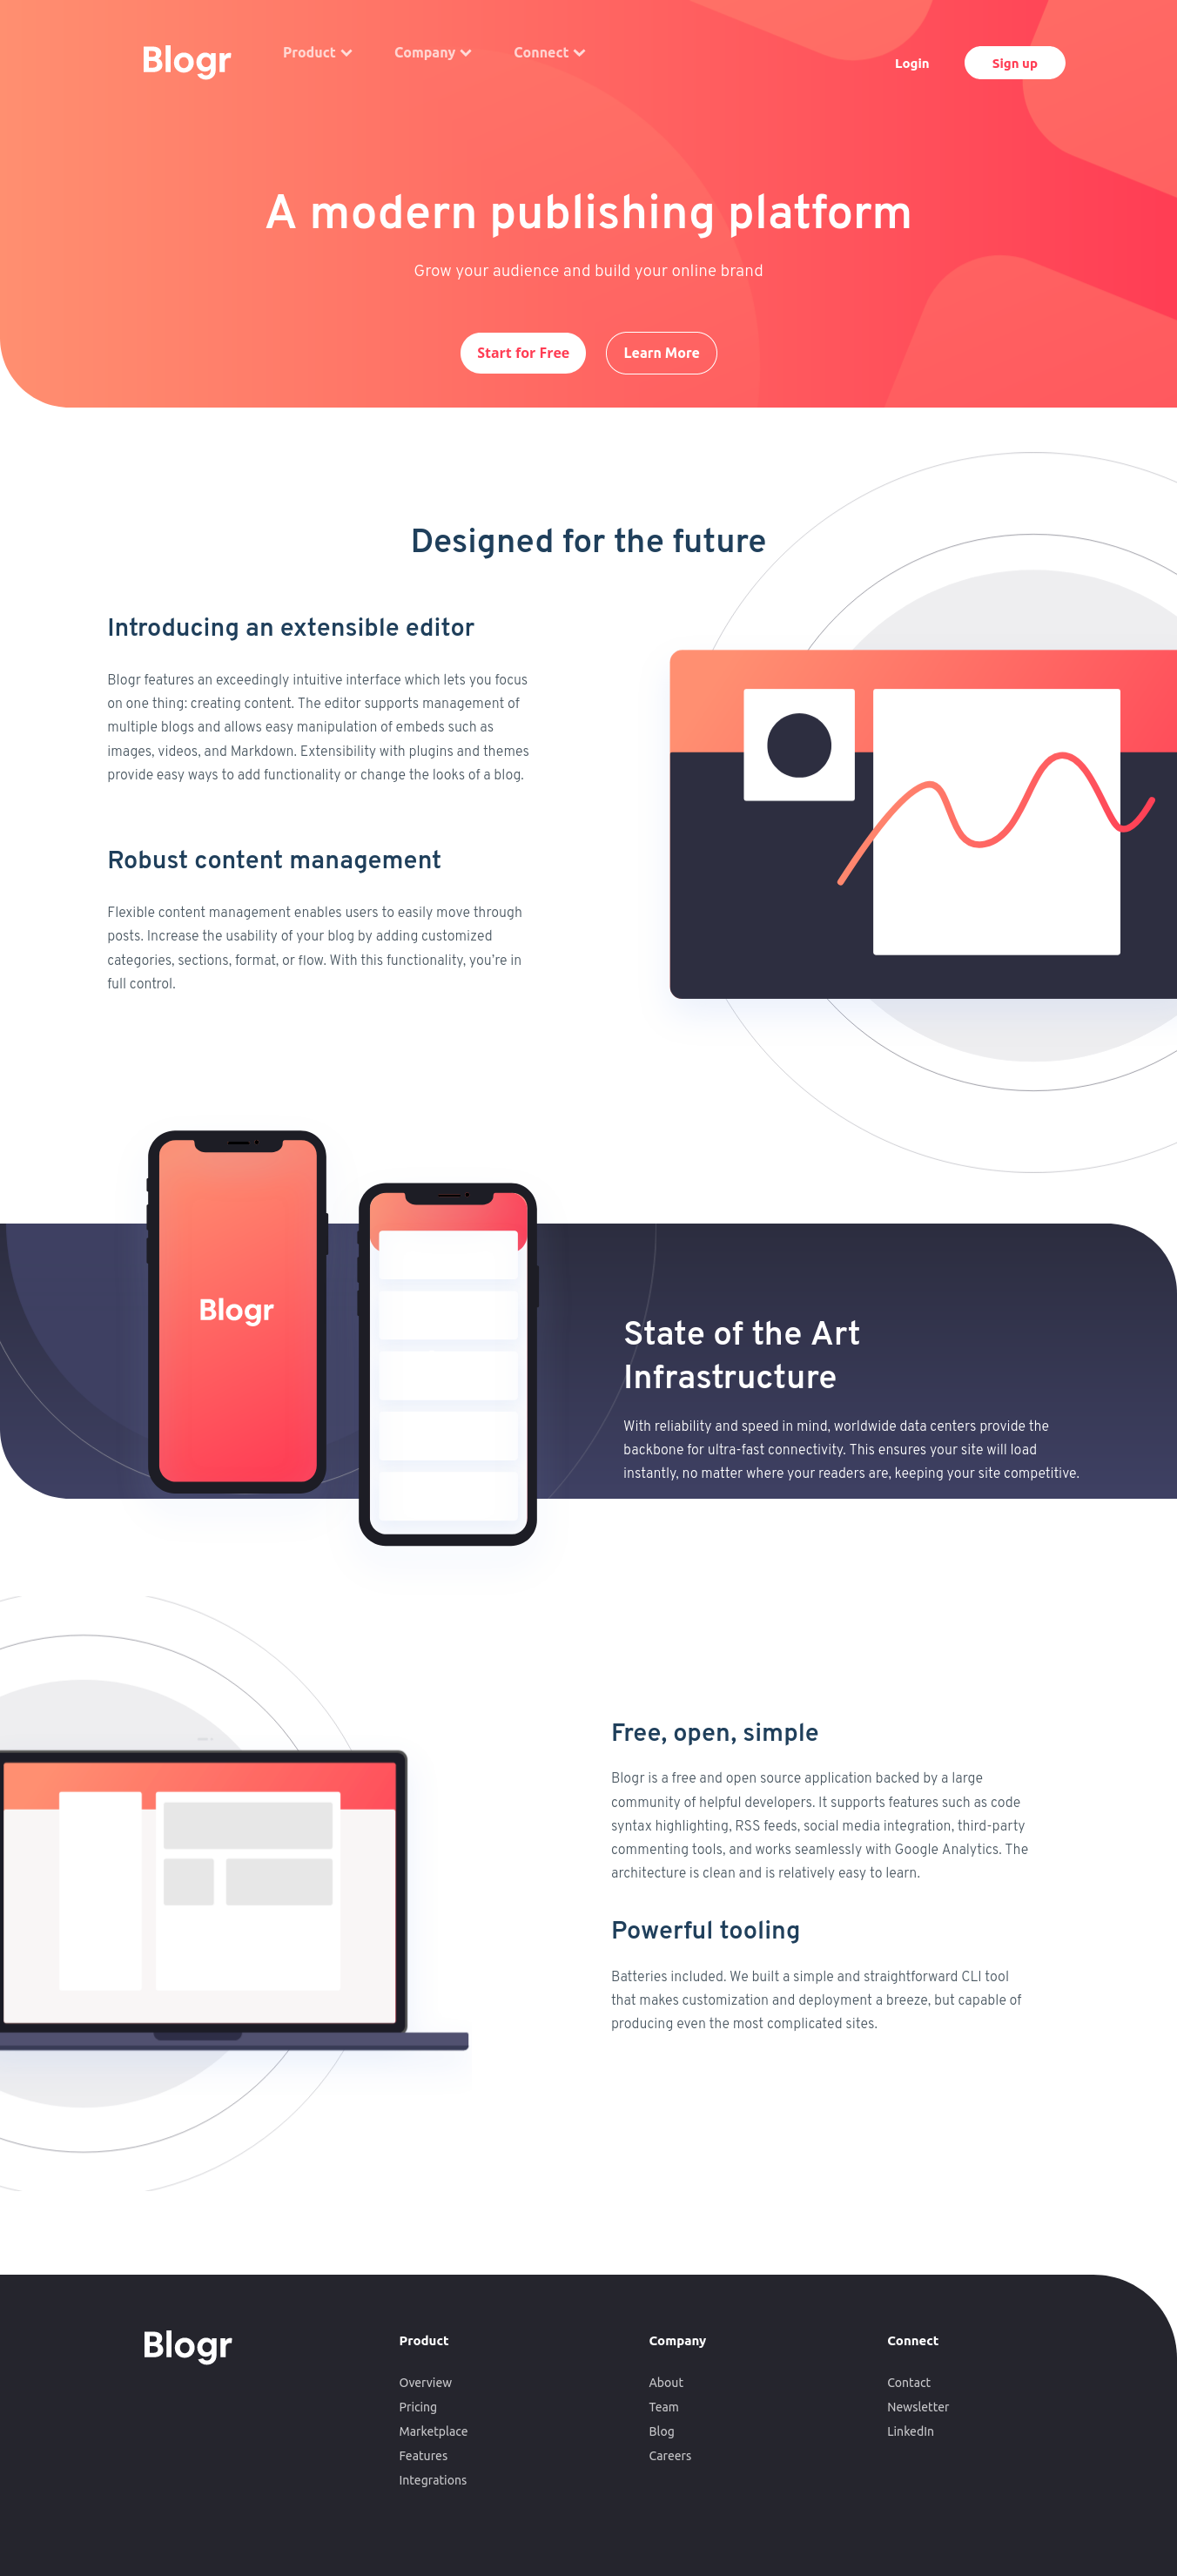 Blogr
Product
Company
Connect
Login
Sign up
A modern publishing platform
Grow your audience and build your online brand
Start for Free
Learn More
Designed for the future
Introducing an extensible editor
Blogr features an exceedingly intuitive interface which lets you focus
on one thing: creating content. The editor supports management of
multiple blogs and allows easy manipulation of embeds such as
images, videos, and Markdown. Extensibility with plugins and themes
provide easy ways to add functionality or change the looks of a blog.
Robust content management
Flexible content management enables users to easily move through
posts. Increase the usability of your blog by adding customized
categories, sections, format, or flow. With this functionality, you're in
full control.
Blogr
State of the Art
Infrastructure
With reliability and speed in mind, worldwide data centers provide the
backbone for ultra-fast connectivity. This ensures your site will load
instantly, no matter where your readers are, keeping your site competitive.
Free, open, simple
Blogr is a free and open source application backed by a large
community of helpful developers. It supports features such as code
syntax highlighting, RSS feeds, social media integration, third-party
commenting tools, and works seamlessly with Google Analytics. The
architecture is clean and is relatively easy to learn.
Powerful tooling
Batteries included. We built a simple and straightforward CLI tool
that makes customization and deployment a breeze, but capable of
producing even the most complicated sites.
Blogr
Product
Overview
Pricing
Marketplace
Features
Integrations
Company
About
Team
Blog
Careers
Connect
Contact
Newsletter
LinkedIn